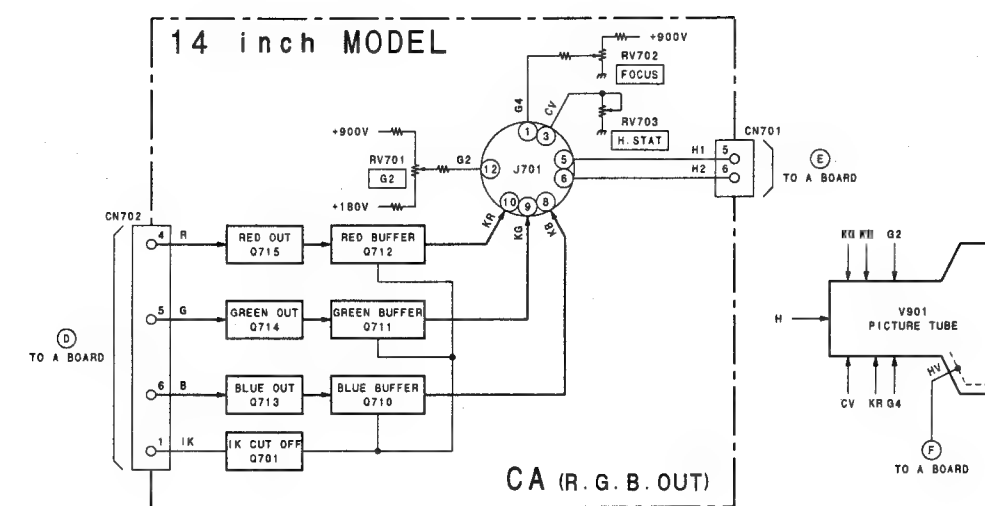 14 inch MODEL
+900V
RV702
FOCUS
G4
CV
RV703
H.STAT
CN701
+900V
RV701
G2
+180V
G2
1
3
12
J701
5
6
10
9
8
H1
5
H2
6
E
TO A BOARD
KR
KG
KB
CN702
4
R
RED OUT
Q715
RED BUFFER
Q712
5
G
GREEN OUT
Q714
GREEN BUFFER
Q711
D
TO A BOARD
6
B
BLUE OUT
Q713
BLUE BUFFER
Q710
1
IK
IK CUT OFF
Q701
CA (R.G.B.OUT)
G2
H
V901
PICTURE TUBE
CV
KR
G4
HV
F
TO A BOARD